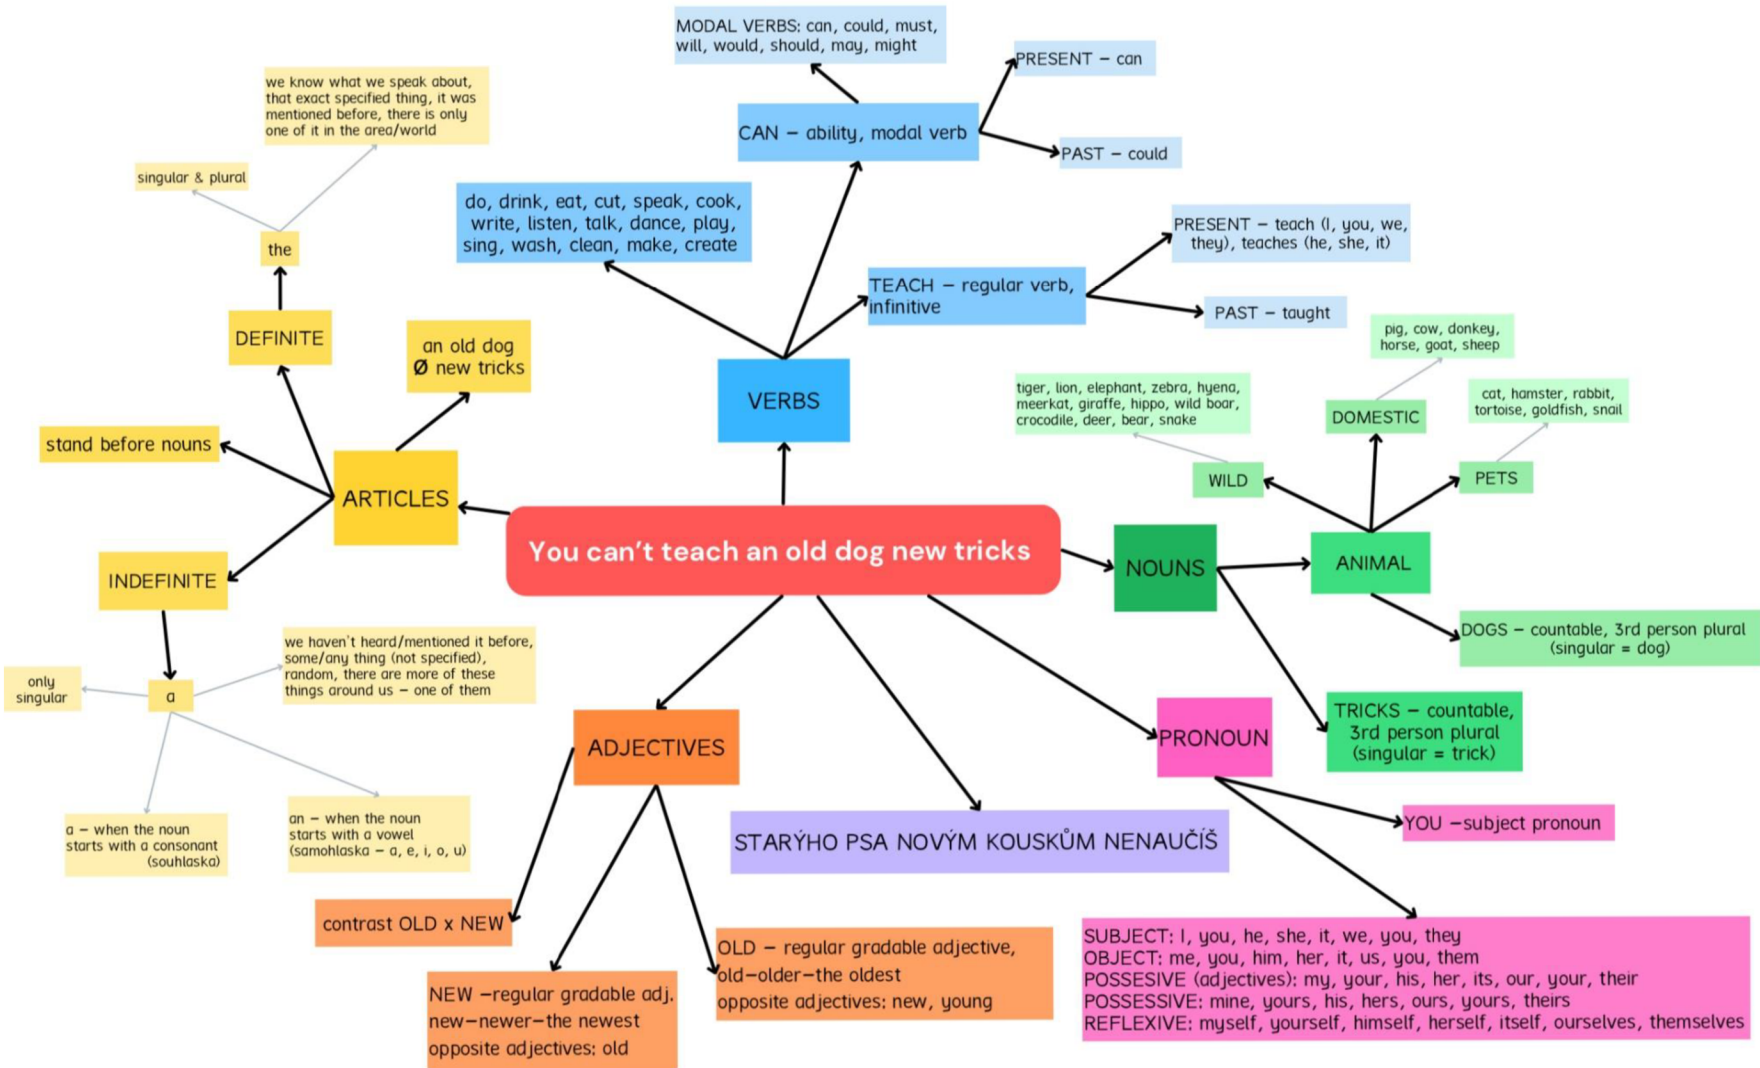 MODAL VERBS: can, could, must,
will, would, should, may, might
PRESENT – can
CAN – ability, modal verb
PAST – could
we know what we speak about,
that exact specified thing, it was
mentioned before, there is only
one of it in the area/world
singular & plural
the
DEFINITE
do, drink, eat, cut, speak, cook,
write, listen, talk, dance, play,
sing, wash, clean, make, create
PRESENT – teach (I, you, we,
they), teaches (he, she, it)
TEACH – regular verb,
infinitive
PAST – taught
an old dog
Ø new tricks
VERBS
pig, cow, donkey,
horse, goat, sheep
tiger, lion, elephant, zebra, hyena,
meerkat, giraffe, hippo, wild boar,
crocodile, deer, bear, snake
cat, hamster, rabbit,
tortoise, goldfish, snail
DOMESTIC
WILD
PETS
stand before nouns
ARTICLES
You can't teach an old dog new tricks
NOUNS
ANIMAL
INDEFINITE
DOGS – countable, 3rd person plural
(singular = dog)
we haven't heard/mentioned it before,
some/any thing (not specified),
random, there are more of these
things around us – one of them
only
singular
a
TRICKS – countable,
3rd person plural
(singular = trick)
ADJECTIVES
PRONOUN
a – when the noun
starts with a consonant
(souhlaska)
an – when the noun
starts with a vowel
(samohlaska – a, e, i, o, u)
STARÝHO PSA NOVÝM KOUSKŮM NENAUČÍŠ
YOU –subject pronoun
contrast OLD x NEW
NEW –regular gradable adj.
new–newer–the newest
opposite adjectives: old
OLD – regular gradable adjective,
old–older–the oldest
opposite adjectives: new, young
SUBJECT: I, you, he, she, it, we, you, they
OBJECT: me, you, him, her, it, us, you, them
POSSESIVE (adjectives): my, your, his, her, its, our, your, their
POSSESSIVE: mine, yours, his, hers, ours, yours, theirs
REFLEXIVE: myself, yourself, himself, herself, itself, ourselves, themselves